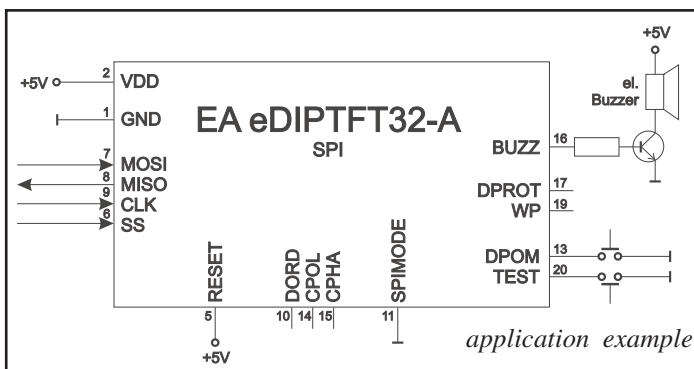 +5V
2
VDD
+5V
1
GND
EA eDIPTFT32-A
SPI
el.
Buzzer
BUZZ
16
7
MOSI
8
MISO
9
CLK
6
SS
DPROT
17
WP
19
DPOM
13
TEST
20
RESET
DORD
CPOL
CPHA
SPIMODE
5
10
14
15
11
+5V
application example